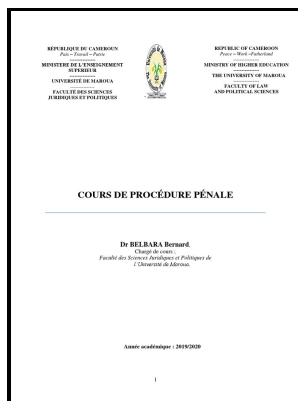 RÉPUBLIQUE DU CAMEROUN
Paix – Travail – Patrie
MINISTERE DE L'ENSEIGNEMENT
SUPERIEUR
UNIVERSITÉ DE MAROUA
FACULTÉ DES SCIENCES
JURIDIQUES ET POLITIQUES
REPUBLIC OF CAMEROON
Peace – Work –Fatherland
MINISTRY OF HIGHER EDUCATION
THE UNIVERSITY OF MAROUA
FACULTY OF LAW
AND POLITICAL SCIENCES
COURS DE PROCÉDURE PÉNALE
Dr BELBARA Bernard,
Chargé de cours :
Faculté des Sciences Juridiques et Politiques de
l'Université de Maroua.
Année académique : 2019/2020
1